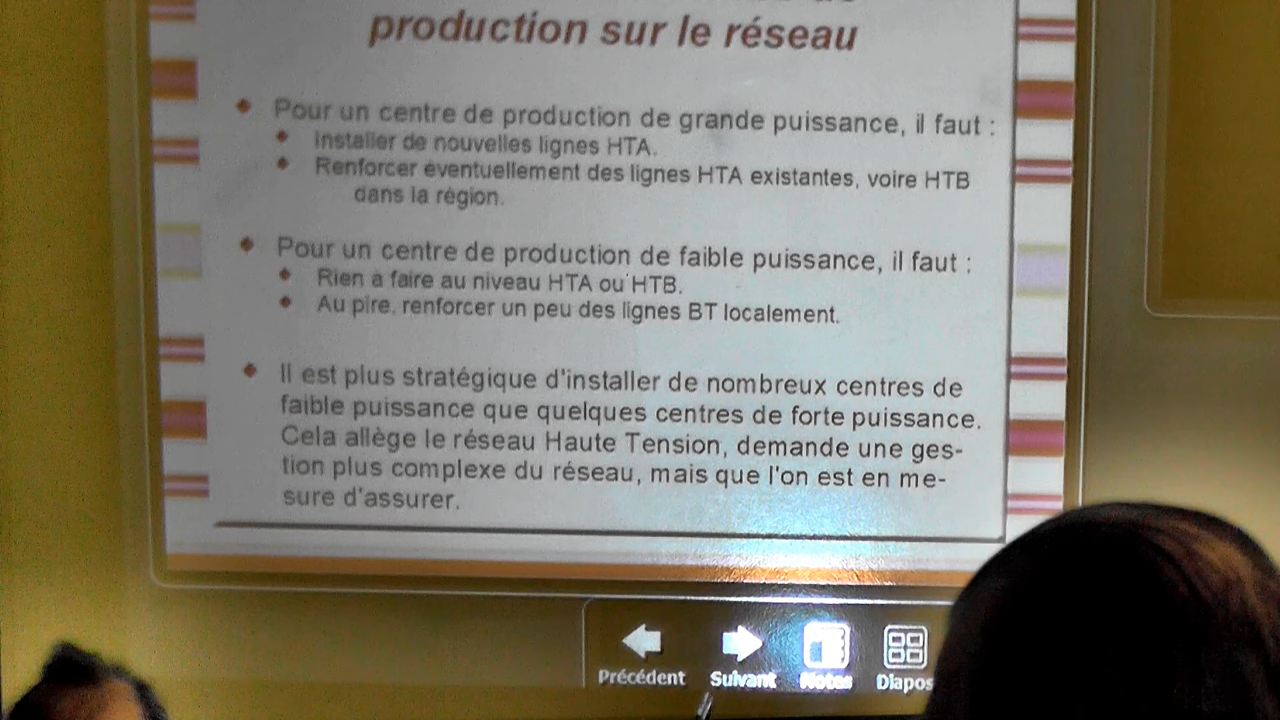 production sur le réseau
Pour un centre de production de grande puissance, il faut :
Installer de nouvelles lignes HTA.
Renforcer éventuellement des lignes HTA existantes, voire HTB
dans la région.
Pour un centre de production de faible puissance, il faut :
Rien à faire au niveau HTA ou HTB.
Au pire, renforcer un peu des lignes BT localement.
Il est plus stratégique d'installer de nombreux centres de
faible puissance que quelques centres de forte puissance.
Cela allège le réseau Haute Tension, demande une ges-
tion plus complexe du réseau, mais que l'on est en me-
sure d'assurer.
Précédent Suivant Notes Diapos